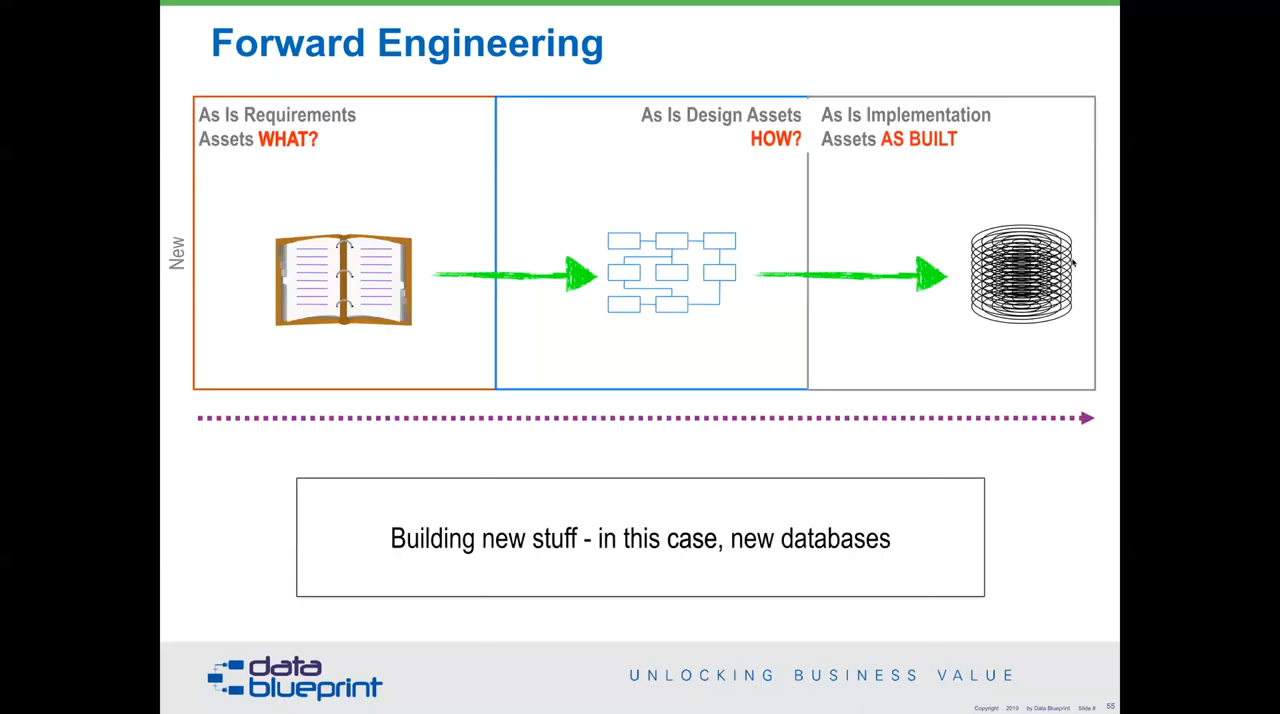 Forward Engineering
As Is Requirements
Assets WHAT?
As Is Design Assets
HOW?
As Is Implementation
Assets AS BUILT
New
Building new stuff - in this case, new databases
data
blueprint
UNLOCKING BUSINESS VALUE
Copyright 2019 by Data Blueprint Slide # 55